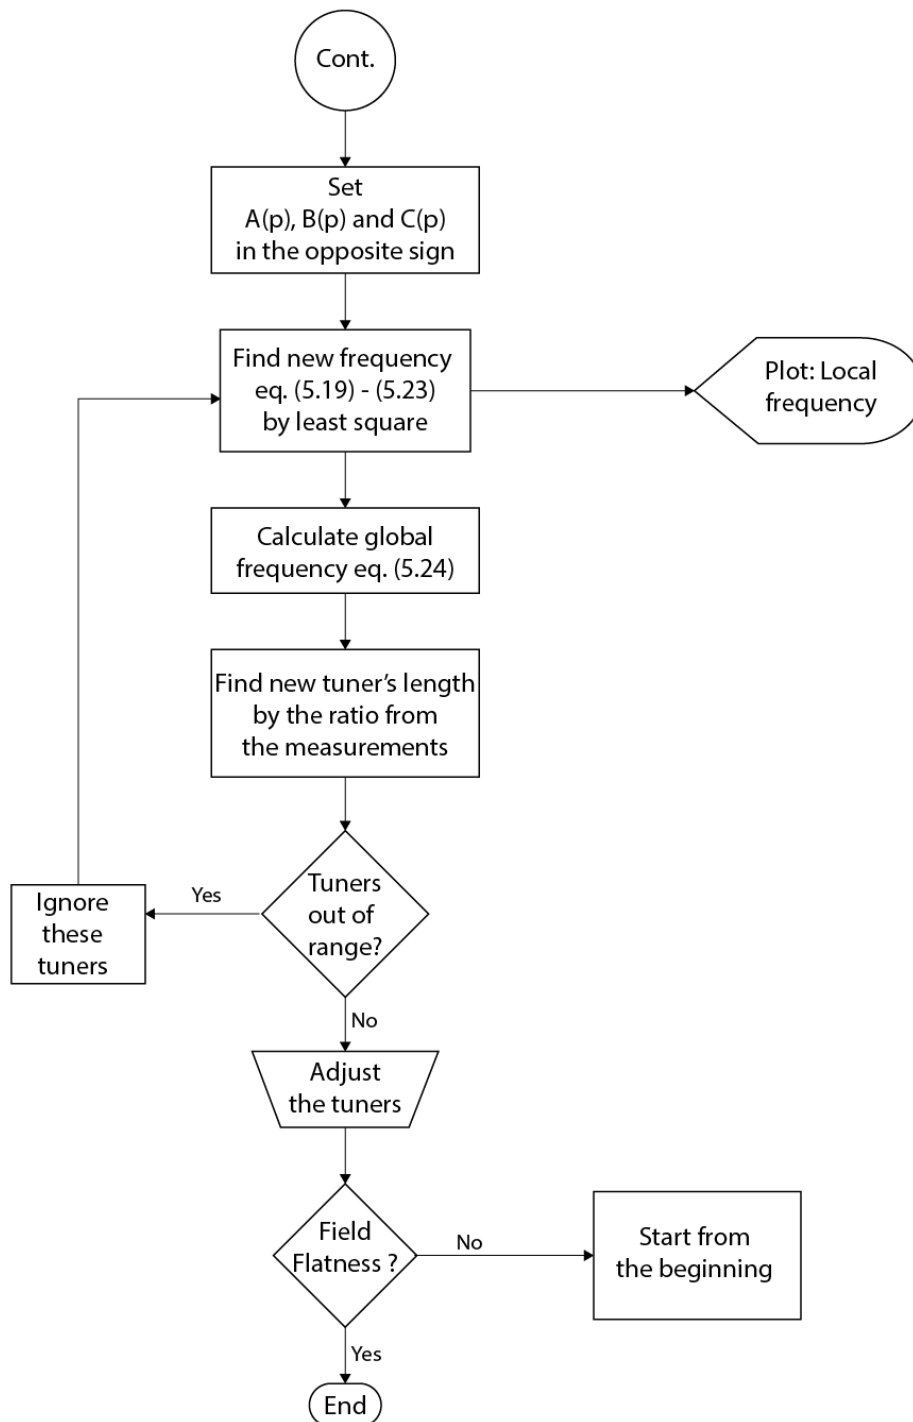 Cont.
Set
A(p), B(p) and C(p)
in the opposite sign
Find new frequency
eq. (5.19) - (5.23)
by least square
Plot: Local
frequency
Calculate global
frequency eq. (5.24)
Find new tuner’s length
by the ratio from
the measurements
Tuners
out of
range?
Yes
Ignore
these
tuners
No
Adjust
the tuners
Field
Flatness ?
No
Start from
the beginning
Yes
End